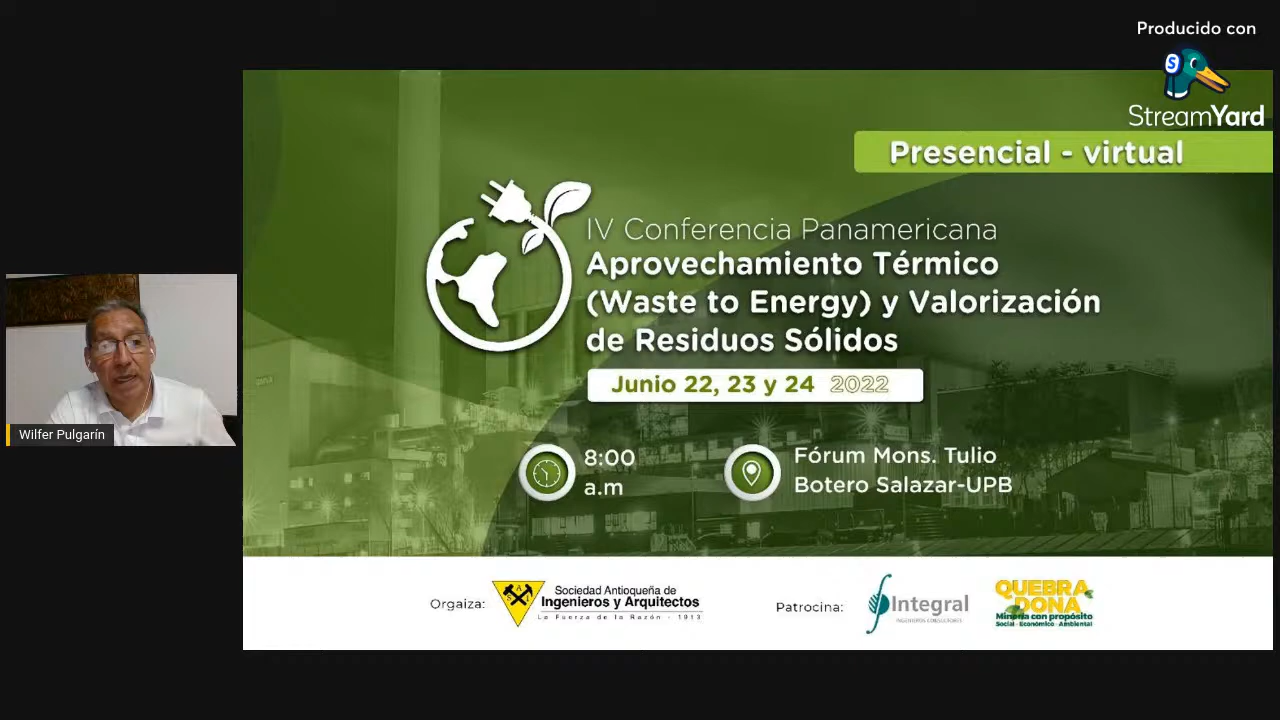 Producido con
StreamYard
Presencial - virtual
IV Conferencia Panamericana
Aprovechamiento Térmico
(Waste to Energy) y Valorización
de Residuos Sólidos
Junio 22, 23 y 24 2022
8:00
a.m
Fórum Mons. Tulio
Botero Salazar-UPB
Wilfer Pulgarín
Orgaiza:
S A I
Sociedad Antioqueña de
Ingenieros y Arquitectos
La Fuerza de la Razón - 1913
Patrocina:
Integral
INGENIEROS CONSULTORES
QUEBRA
DONA
Minería con propósito
Social - Económico - Ambiental